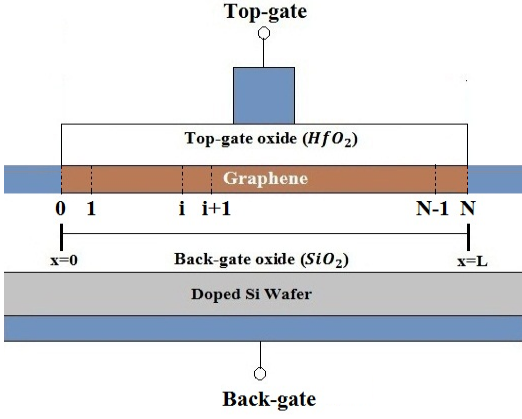 Top-gate
Top-gate oxide (HfO₂)
Graphene
0 1 i i+1 N-1 N
x=0 Back-gate oxide (SiO₂) x=L
Doped Si Wafer
Back-gate